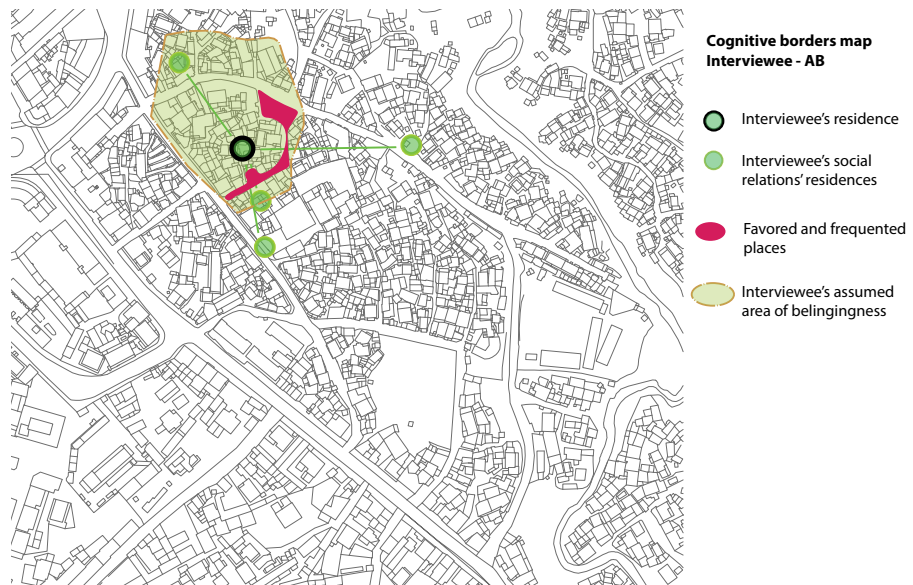 Cognitive borders map
Interviewee - AB
Interviewee's residence
Interviewee's social
relations' residences
Favored and frequented
places
Interviewee's assumed
area of belingingness